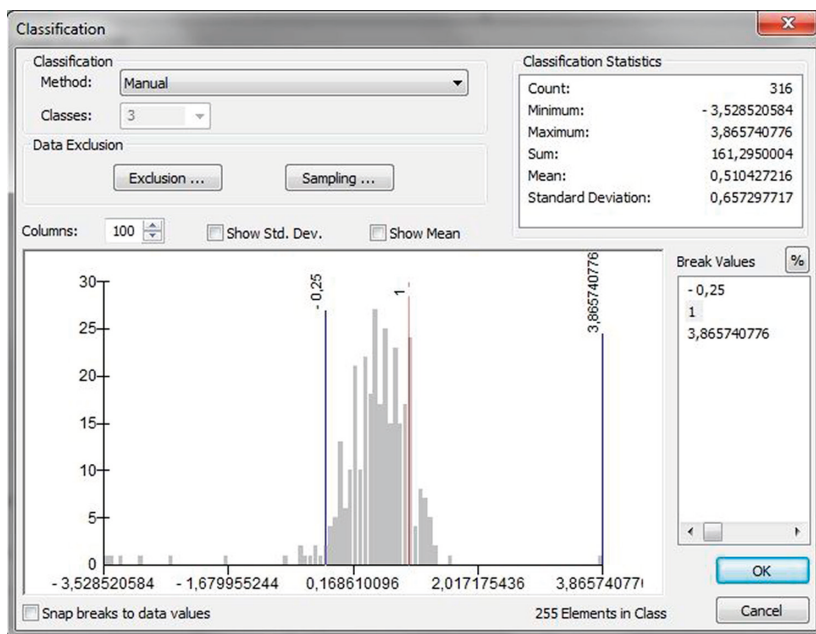 Classification
Classification
Method: Manual
Classes: 3
Data Exclusion
Exclusion ... Sampling ...
Classification Statistics
Count: 316
Minimum: - 3,528520584
Maximum: 3,865740776
Sum: 161,2950004
Mean: 0,510427216
Standard Deviation: 0,657297717
Columns: 100 Show Std. Dev. Show Mean
Break Values %
- 0,25
1
3,865740776
30
25
20
15
10
5
0
- 0,25
1 -
3,865740776
- 3,528520584 - 1,679955244 0,168610096 2,017175436 3,86574077
Snap breaks to data values
255 Elements in Class
OK
Cancel